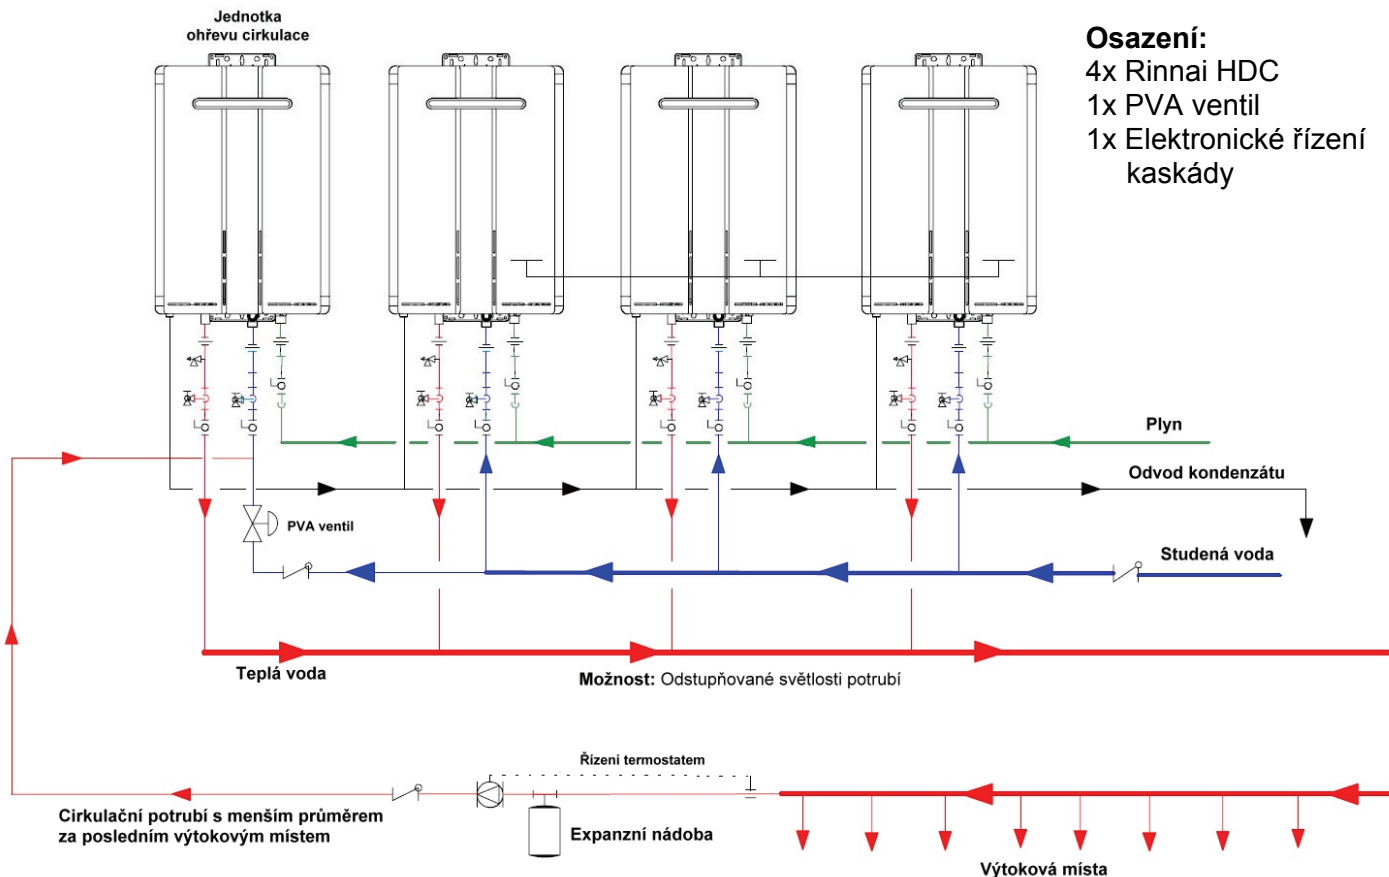 Jednotka
ohřevu cirkulace
Osazení:
4x Rinnai HDC
1x PVA ventil
1x Elektronické řízení
kaskády
Plyn
Odvod kondenzátu
PVA ventil
Studená voda
Teplá voda
Možnost: Odstupňované světlosti potrubí
Řízení termostatem
Cirkulační potrubí s menším průměrem
za posledním výtokovým místem
Expanzní nádoba
Výtoková místa